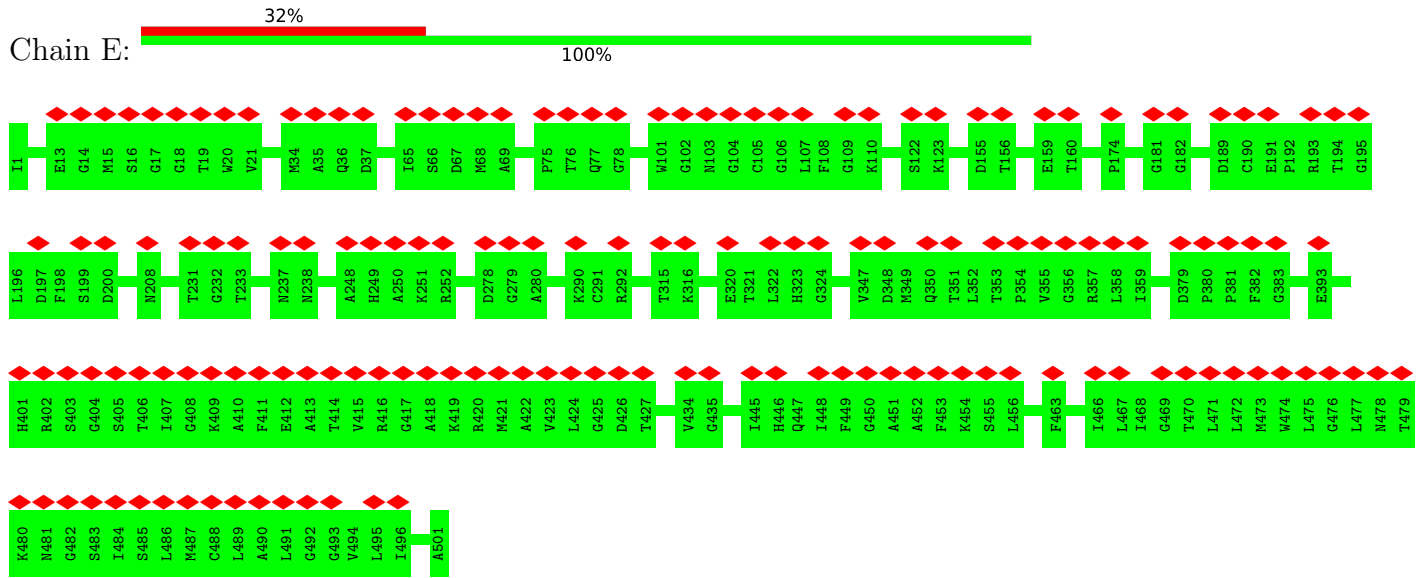 32%
Chain E:
100%
I1 E13 G14 M15 S16 G17 G18 T19 W20 V21 M34 A35 Q36 D37 I65 S66 D67 M68 A69 P75 T76 Q77 G78 W101 G102 N103 G104 C105 G106 L107 F108 G109 K110 S122 K123 D155 T156 E159 T160 P174 G181 G182 D189 C190 E191 P192 R193 T194 G195
L196 D197 F198 S199 D200 N208 T231 G232 T233 N237 N238 A248 H249 A250 K251 R252 D278 G279 A280 K290 C291 R292 T315 K316 E320 T321 L322 H323 G324 V347 D348 M349 Q350 T351 L352 T353 P354 V355 G356 R357 L358 I359 D379 P380 P381 F382 G383 E393
H401 R402 S403 G404 S405 T406 I407 G408 K409 A410 F411 E412 A413 T414 V415 R416 G417 A418 K419 R420 M421 A422 V423 L424 G425 D426 T427 V434 G435 I445 H446 Q447 I448 F449 G450 A451 A452 F453 K454 S455 L456 F463 I466 L467 I468 G469 T470 L471 L472 M473 W474 L475 G476 L477 N478 T479
K480 N481 G482 S483 I484 S485 L486 M487 C488 L489 A490 L491 G492 G493 V494 L495 I496 A501